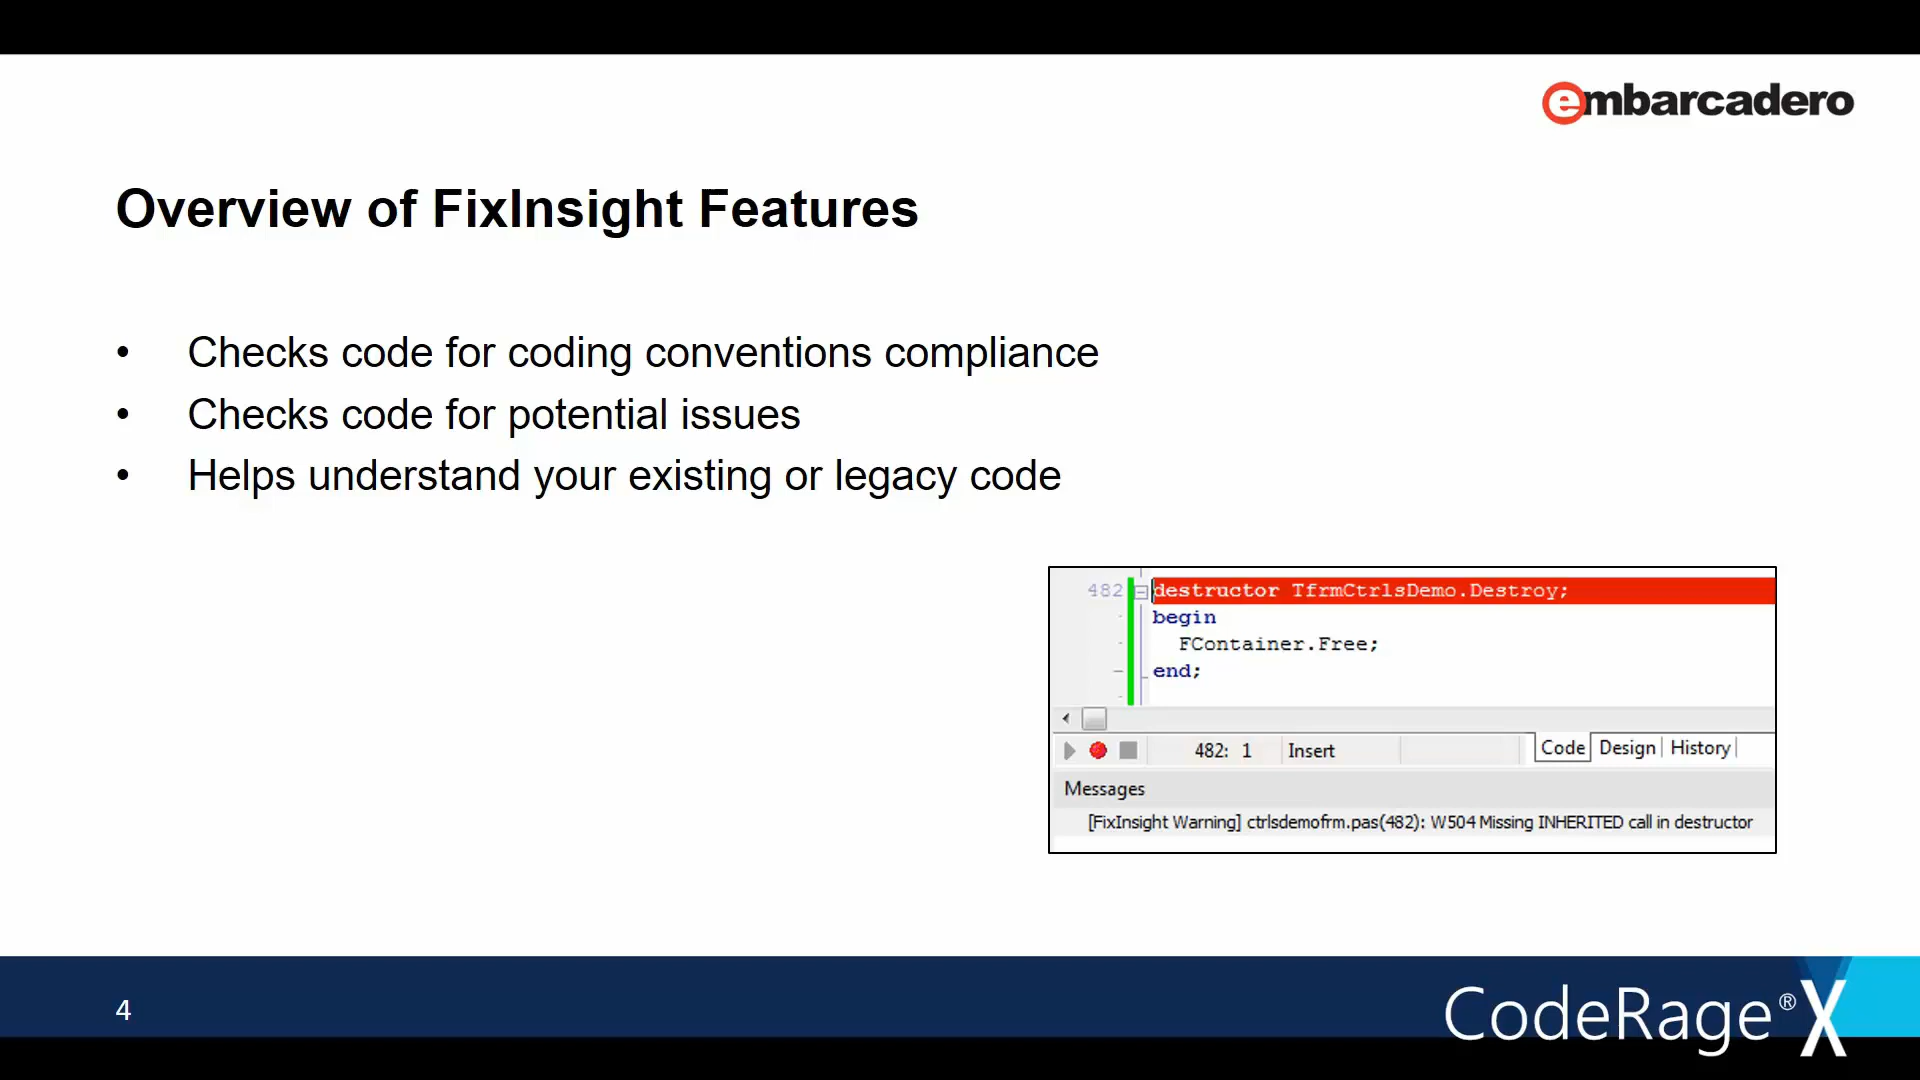 embarcadero
Overview of FixInsight Features
• Checks code for coding conventions compliance
• Checks code for potential issues
• Helps understand your existing or legacy code
482 destructor TfrmCtrlsDemo.Destroy;
begin
FContainer.Free;
end;
482: 1 Insert Code Design History
Messages
[FixInsight Warning] ctrlsdemofrm.pas(482): W504 Missing INHERITED call in destructor
4
CodeRage® X